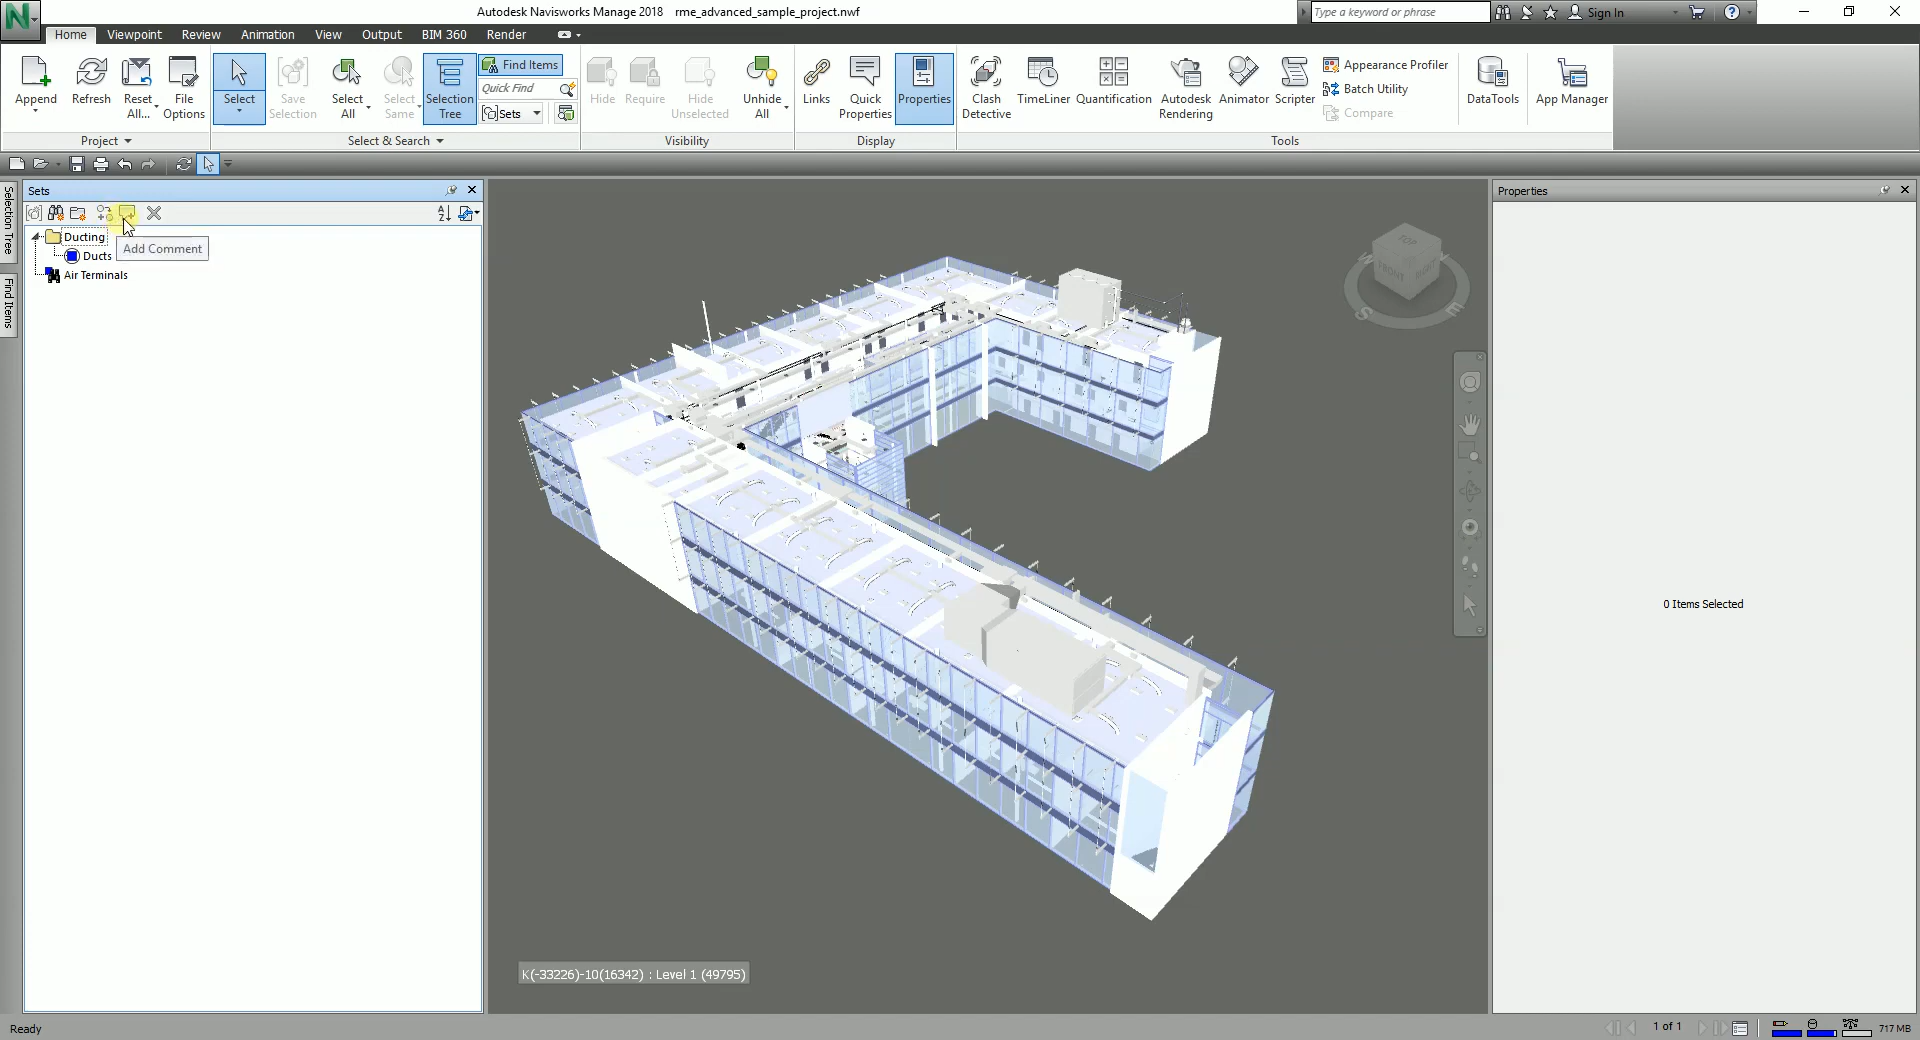 Autodesk Navisworks Manage 2018 rme_advanced_sample_project.nwf
Type a keyword or phrase
Sign In
Home Viewpoint Review Animation View Output BIM 360 Render
Append
Refresh
Reset All...
File Options
Project
Select
Save Selection
Select All
Select Same
Selection Tree
Find Items
Quick Find
Sets
Select & Search
Hide
Require
Hide Unselected
Unhide All
Visibility
Links
Quick Properties
Properties
Display
Clash Detective
TimeLiner
Quantification
Autodesk Rendering
Animator
Scripter
Appearance Profiler
Batch Utility
Compare
Tools
DataTools
App Manager
Selection Tree
Find Items
Sets
Ducting
Add Comment
Ducts
Air Terminals
TOP
FRONT
RIGHT
W
S
E
K(-33226)-10(16342) : Level 1 (49795)
Properties
0 Items Selected
Ready
1 of 1
717 MB